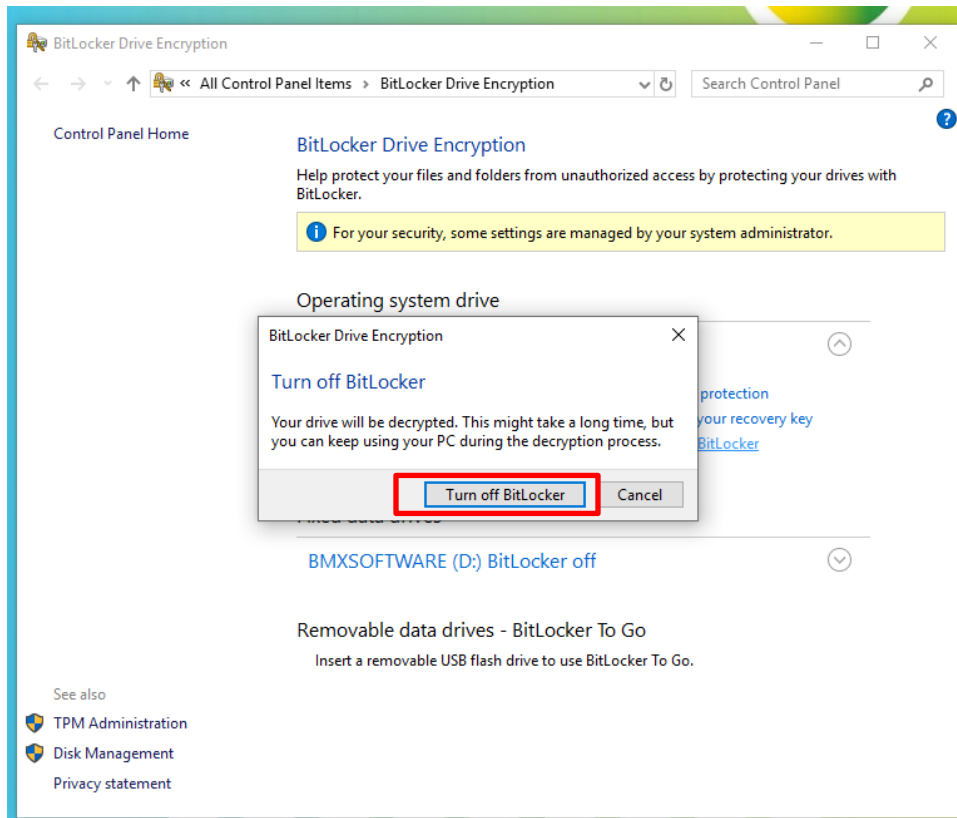 BitLocker Drive Encryption
« All Control Panel Items › BitLocker Drive Encryption
Search Control Panel
Control Panel Home
BitLocker Drive Encryption
Help protect your files and folders from unauthorized access by protecting your drives with
BitLocker.
For your security, some settings are managed by your system administrator.
Operating system drive
BitLocker Drive Encryption
Turn off BitLocker
Your drive will be decrypted. This might take a long time, but
you can keep using your PC during the decryption process.
Turn off BitLocker
Cancel
protection
your recovery key
BitLocker
Fixed data drives
BMXSOFTWARE (D:) BitLocker off
Removable data drives - BitLocker To Go
Insert a removable USB flash drive to use BitLocker To Go.
See also
TPM Administration
Disk Management
Privacy statement